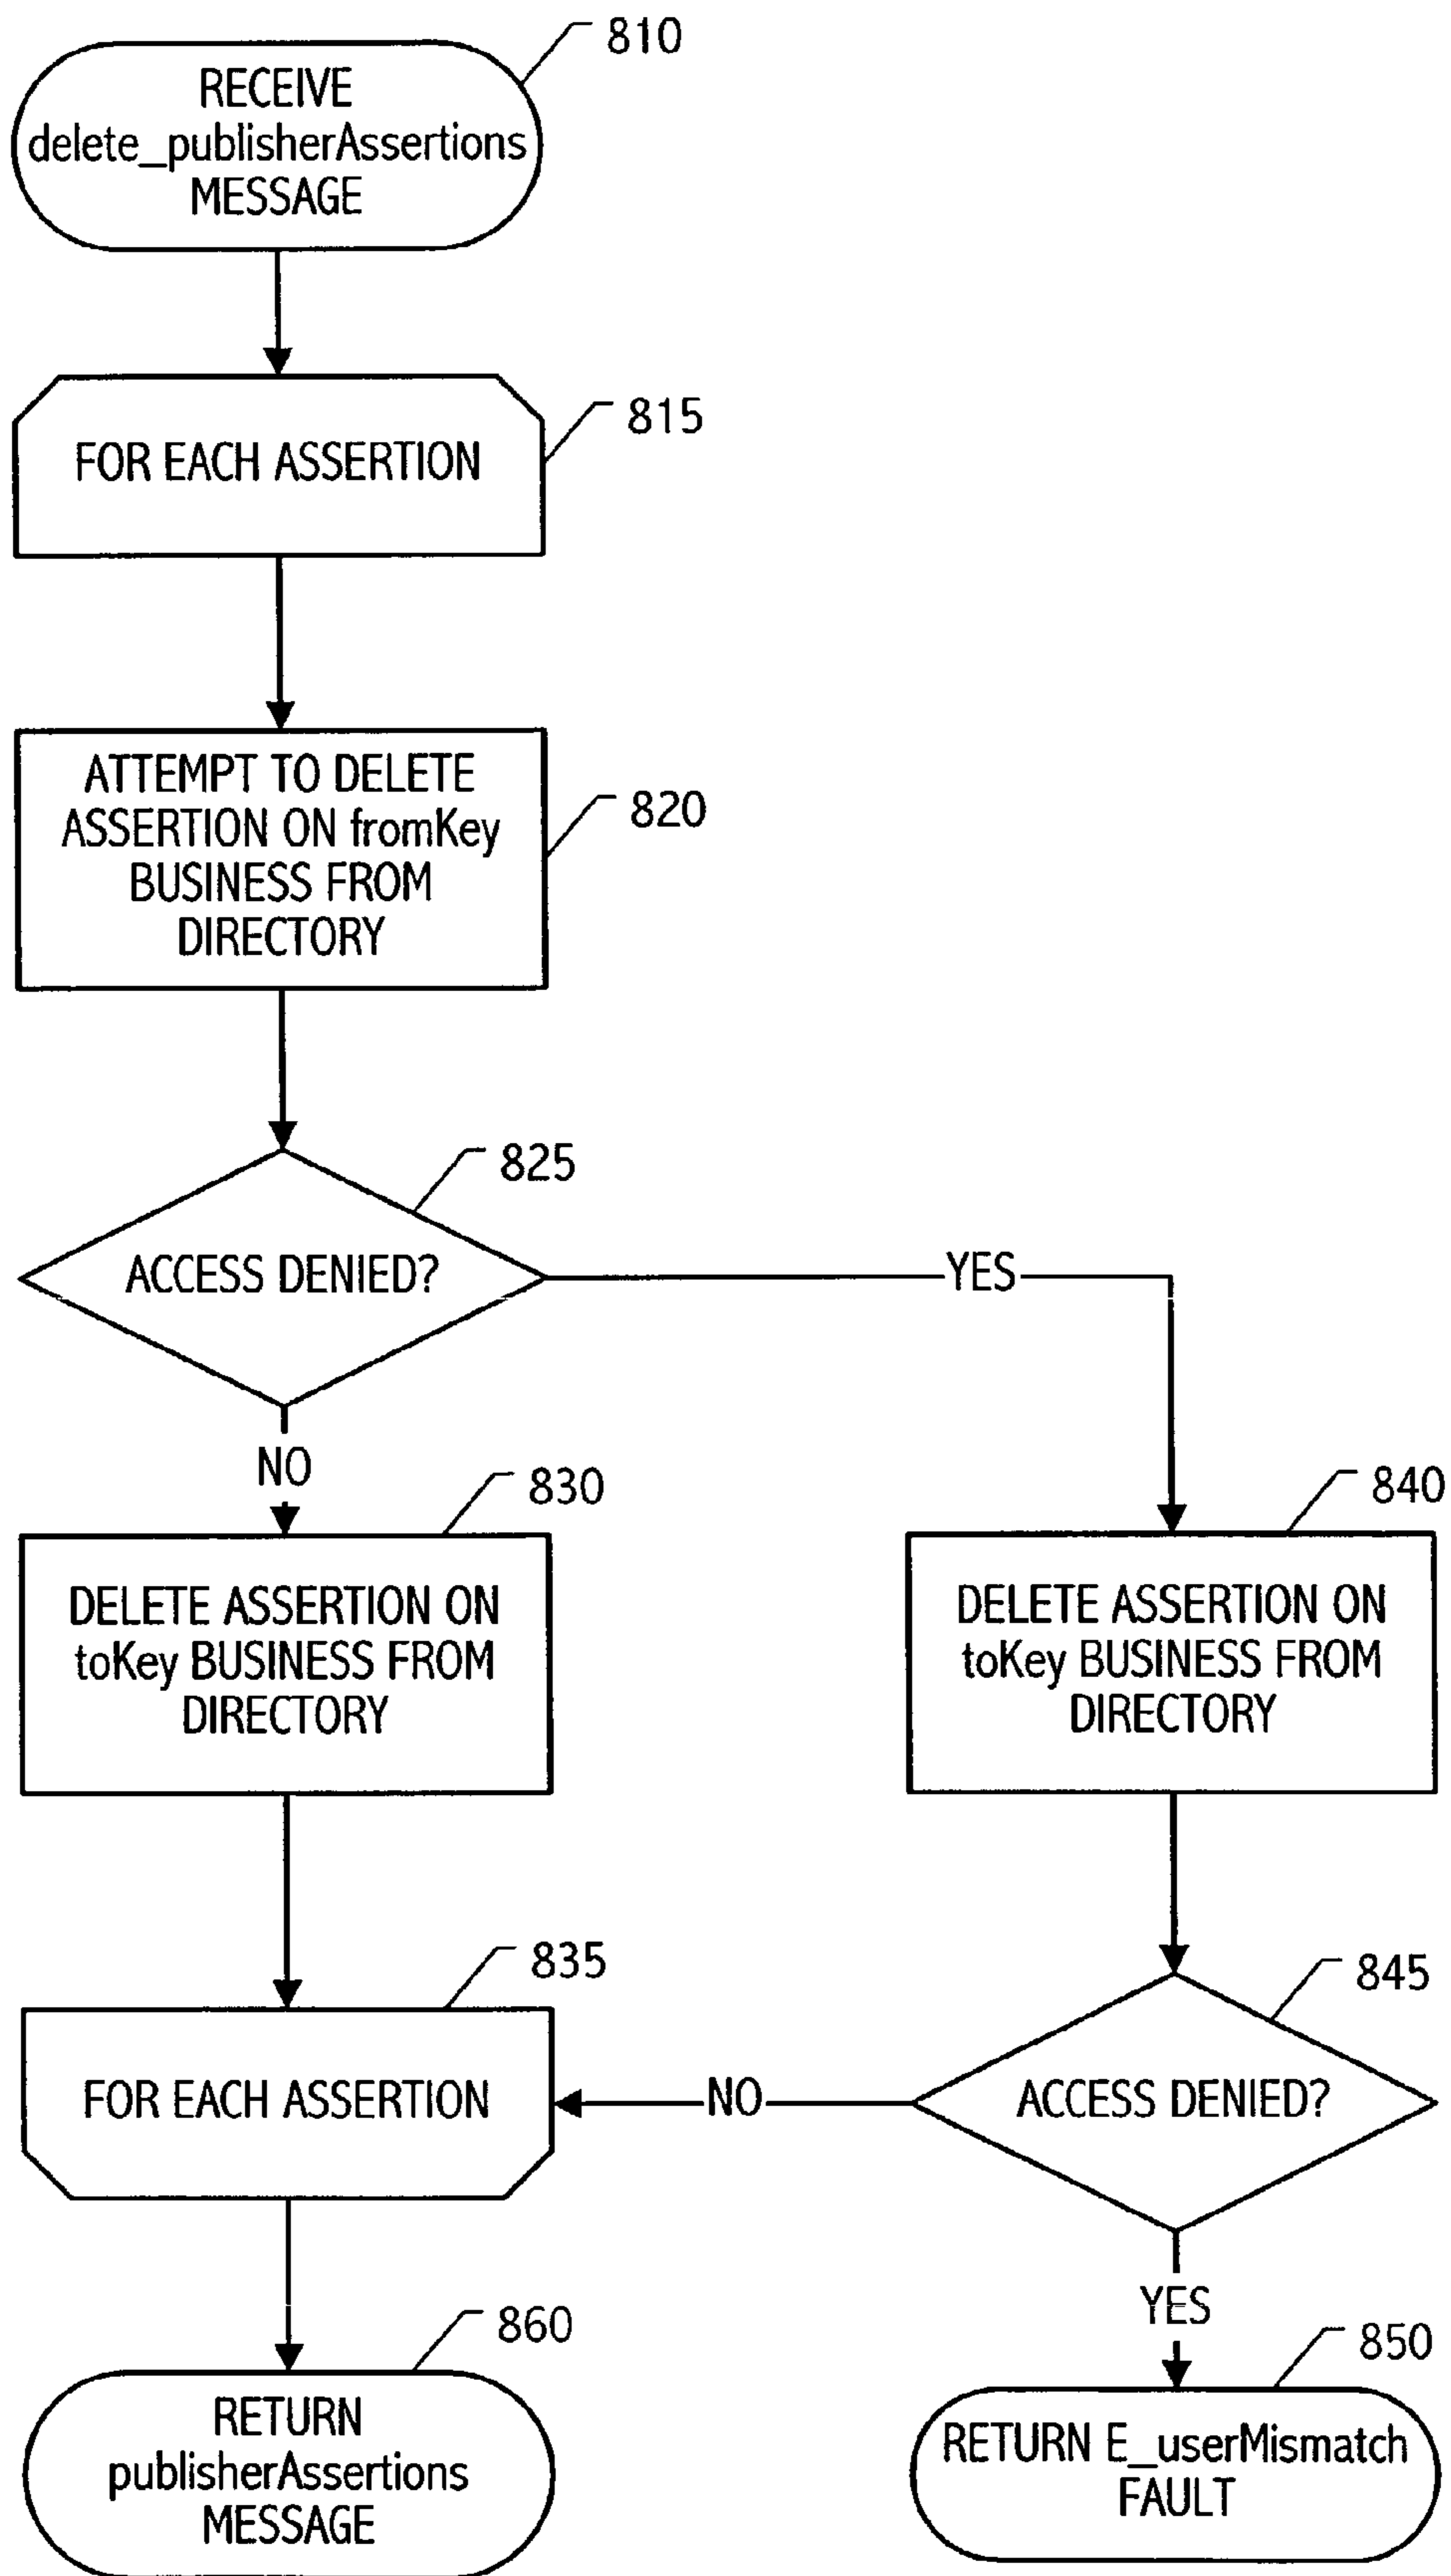 810
RECEIVE
delete_publisherAssertions
MESSAGE
815
FOR EACH ASSERTION
820
ATTEMPT TO DELETE
ASSERTION ON fromKey
BUSINESS FROM
DIRECTORY
825
ACCESS DENIED?
YES
NO
830
DELETE ASSERTION ON
toKey BUSINESS FROM
DIRECTORY
840
DELETE ASSERTION ON
toKey BUSINESS FROM
DIRECTORY
835
FOR EACH ASSERTION
NO
845
ACCESS DENIED?
YES
860
RETURN
publisherAssertions
MESSAGE
850
RETURN E_userMismatch
FAULT